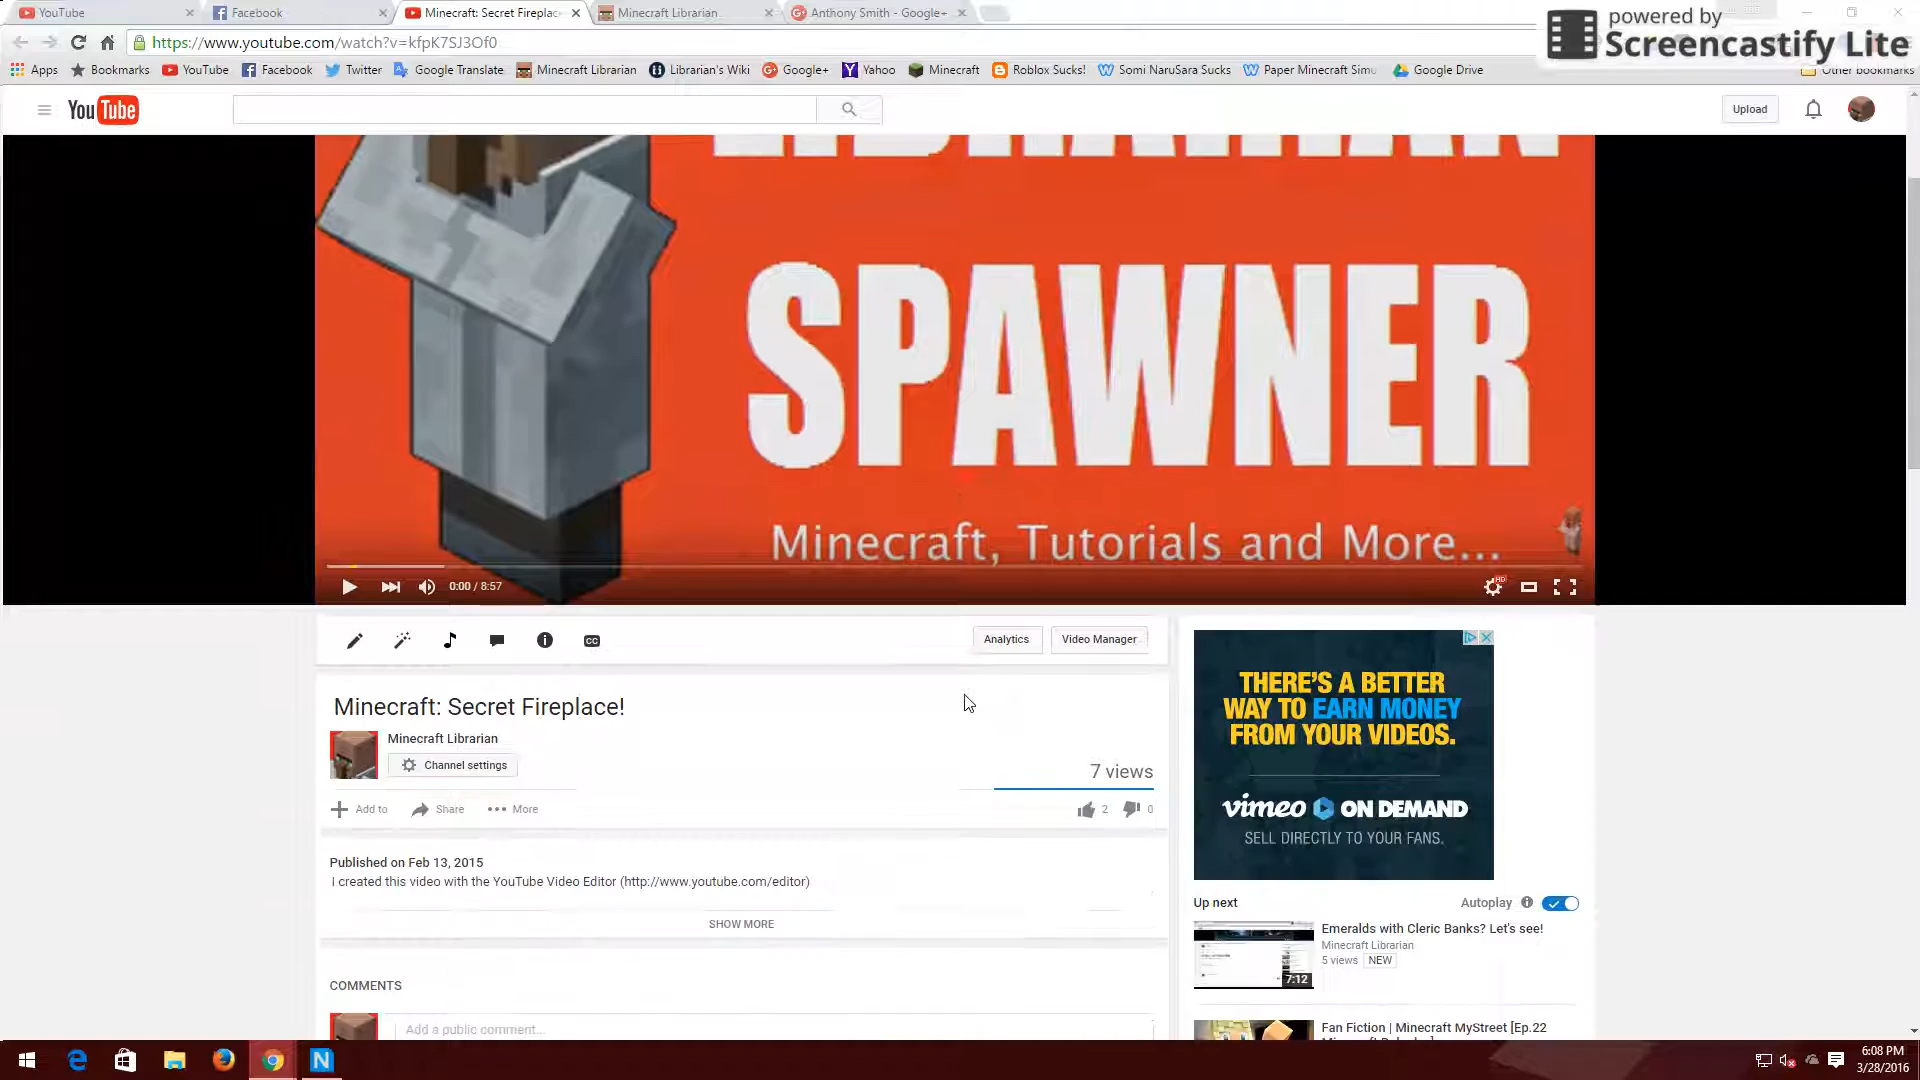 YouTube
Facebook
Minecraft: Secret Fireplac
Minecraft Librarian
Anthony Smith - Google+
powered by
Screencastify Lite
https://www.youtube.com/watch?v=kfpK7SJ3Of0
Apps
Bookmarks
YouTube
Facebook
Twitter
Google Translate
Minecraft Librarian
Librarian's Wiki
Google+
Yahoo
Minecraft
Roblox Sucks!
Somi NaruSara Sucks
Paper Minecraft Simu
Google Drive
Other bookmarks
YouTube
Upload
LIBRARIAN
SPAWNER
Minecraft, Tutorials and More...
0:00 / 8:57
HD
CC
Analytics
Video Manager
Minecraft: Secret Fireplace!
Minecraft Librarian
Channel settings
7 views
Add to
Share
More
2
0
Published on Feb 13, 2015
I created this video with the YouTube Video Editor (http://www.youtube.com/editor)
SHOW MORE
COMMENTS
Add a public comment...
THERE'S A BETTER
WAY TO EARN MONEY
FROM YOUR VIDEOS.
vimeo ON DEMAND
SELL DIRECTLY TO YOUR FANS.
Up next
Autoplay
Emeralds with Cleric Banks? Let's see!
Minecraft Librarian
5 views NEW
7:12
Fan Fiction | Minecraft MyStreet [Ep.22
N
6:08 PM
3/28/2016